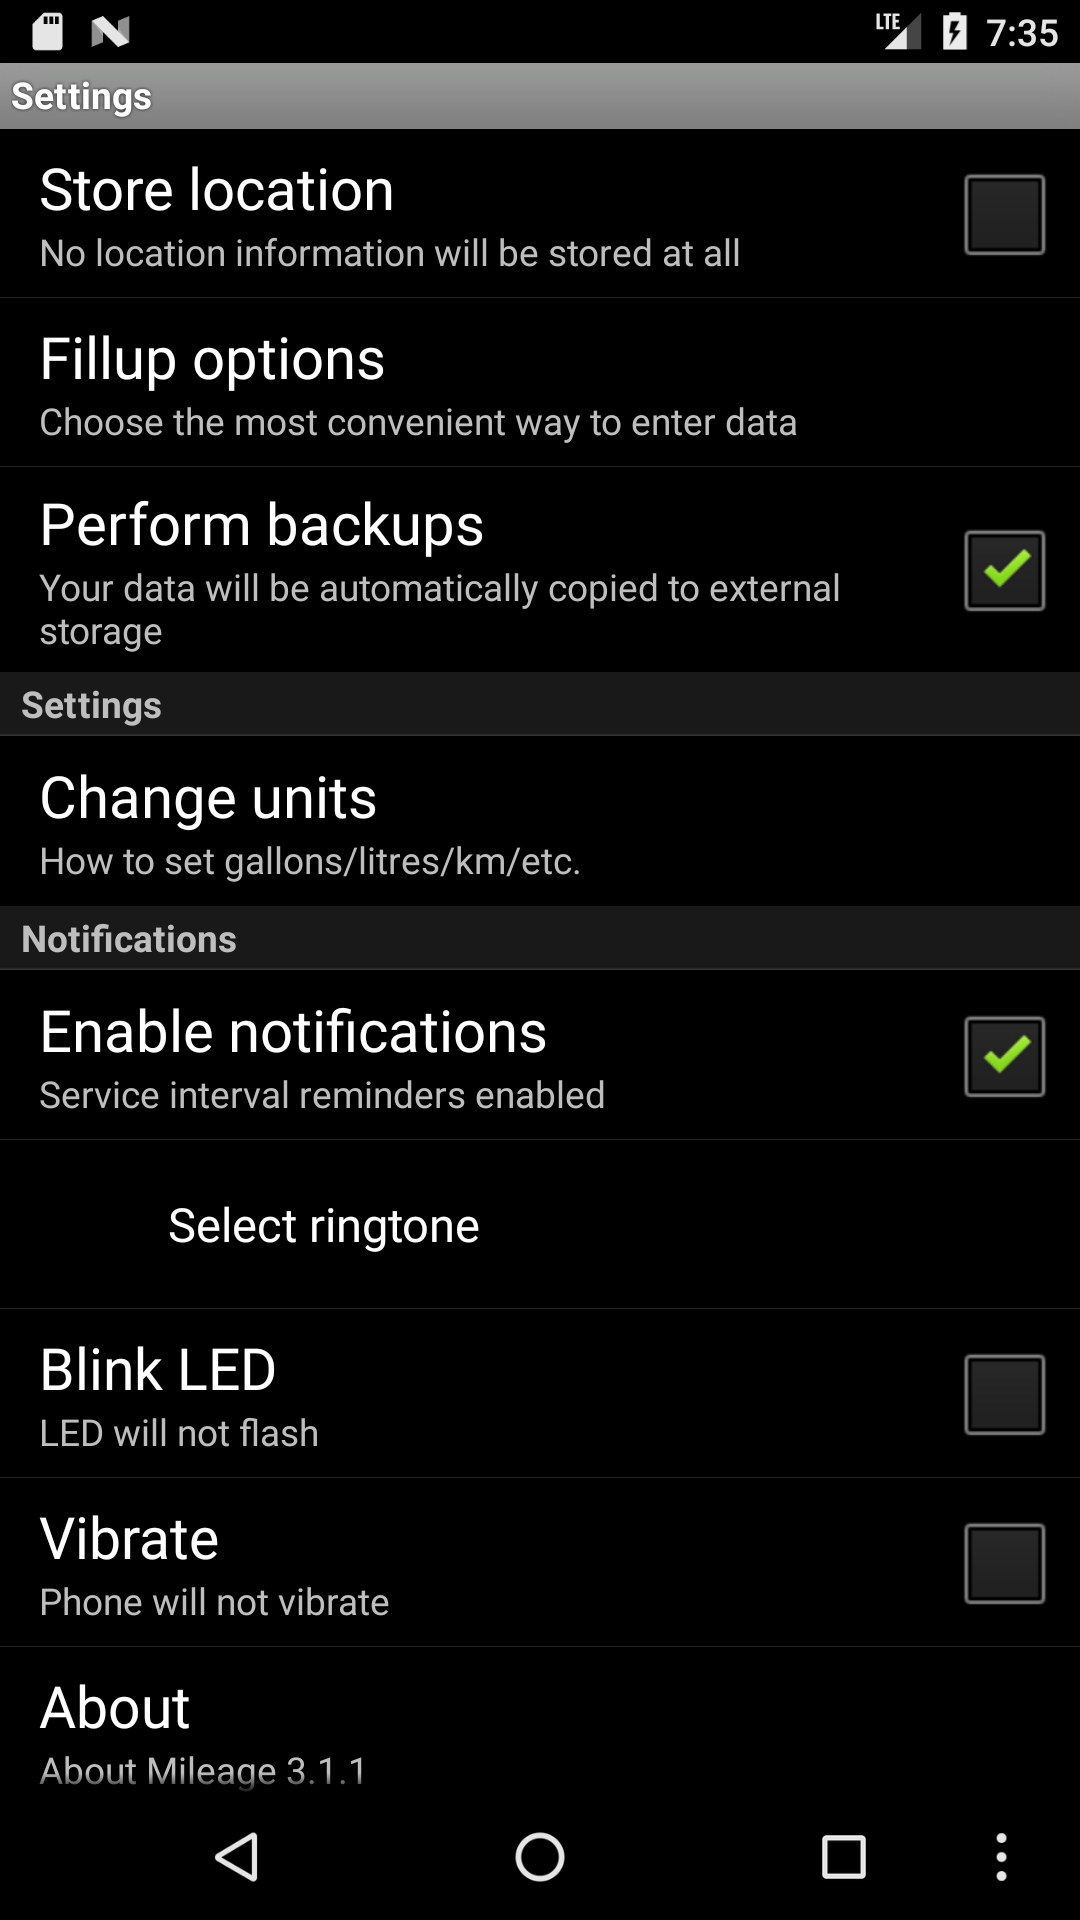 LTE 7:35
Settings
Store location
No location information will be stored at all
Fillup options
Choose the most convenient way to enter data
Perform backups
Your data will be automatically copied to external
storage
Settings
Change units
How to set gallons/litres/km/etc.
Notifications
Enable notifications
Service interval reminders enabled
Select ringtone
Blink LED
LED will not flash
Vibrate
Phone will not vibrate
About
About Mileage 3.1.1